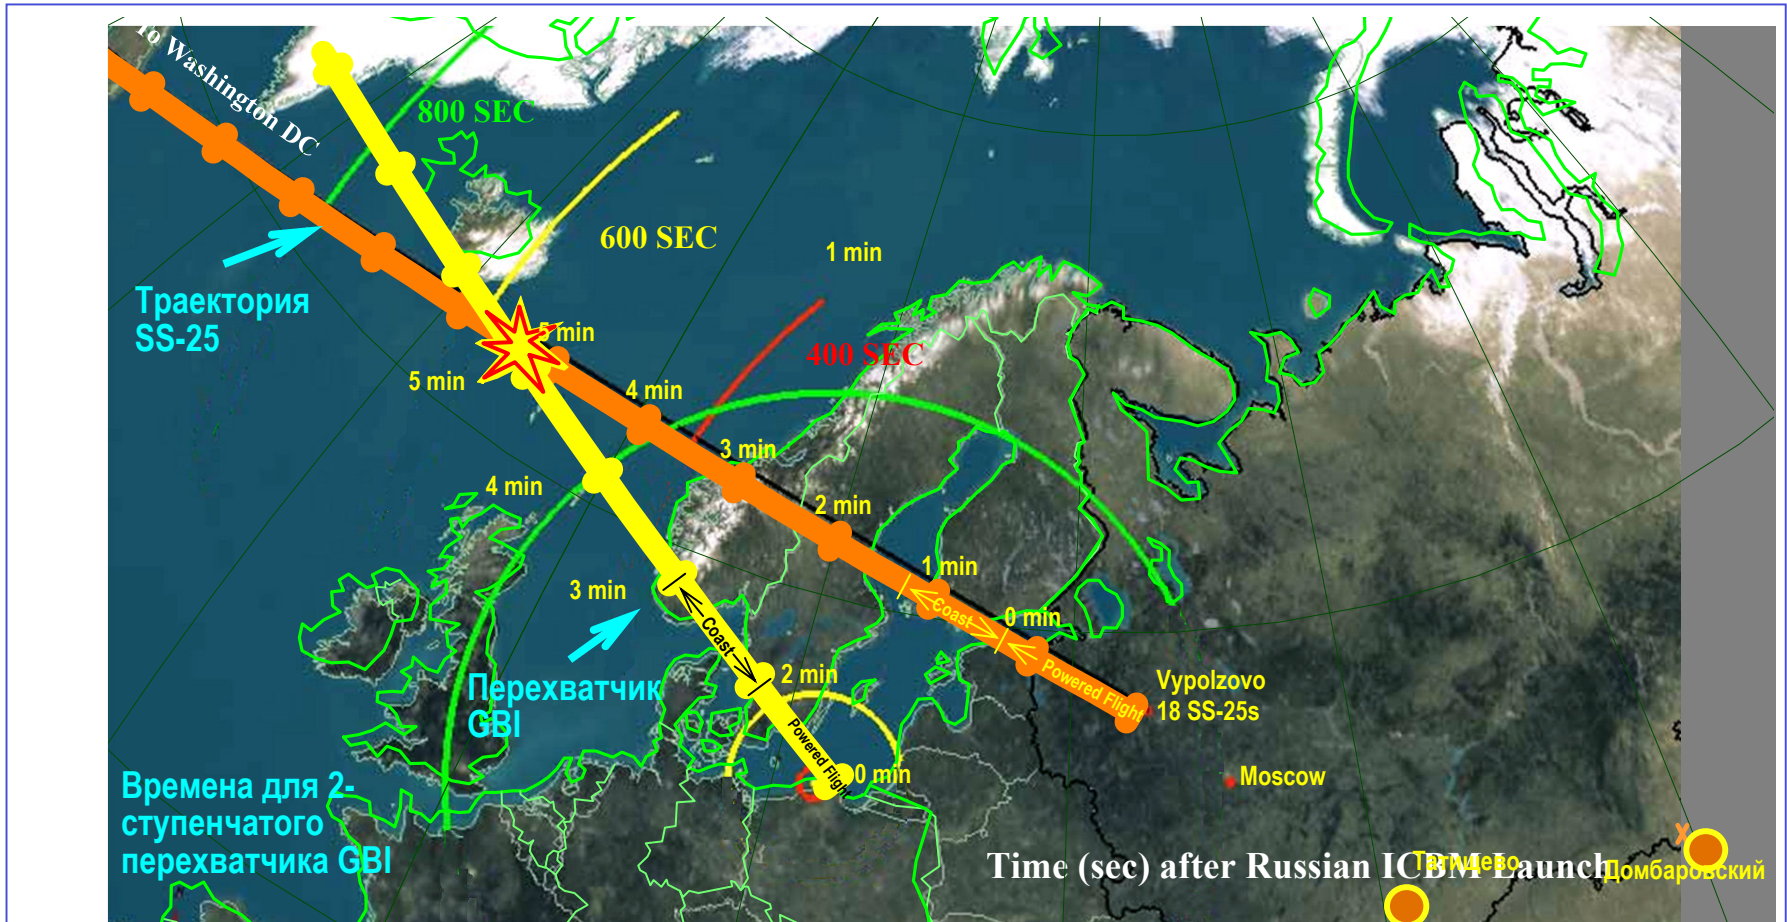 To Washington DC
800 SEC
600 SEC
1 min
Траектория
SS-25
5 min
400 SEC
5 min
4 min
3 min
4 min
2 min
1 min
3 min
Coast
0 min
Coast
Powered Flight
2 min
Vypolzovo
18 SS-25s
Перехватчик
GBI
Powered Flight
0 min
Moscow
Времена для 2-
ступенчатого
перехватчика GBI
Time (sec) after Russian ICBM Launch
Татищево
Домбаровский
X